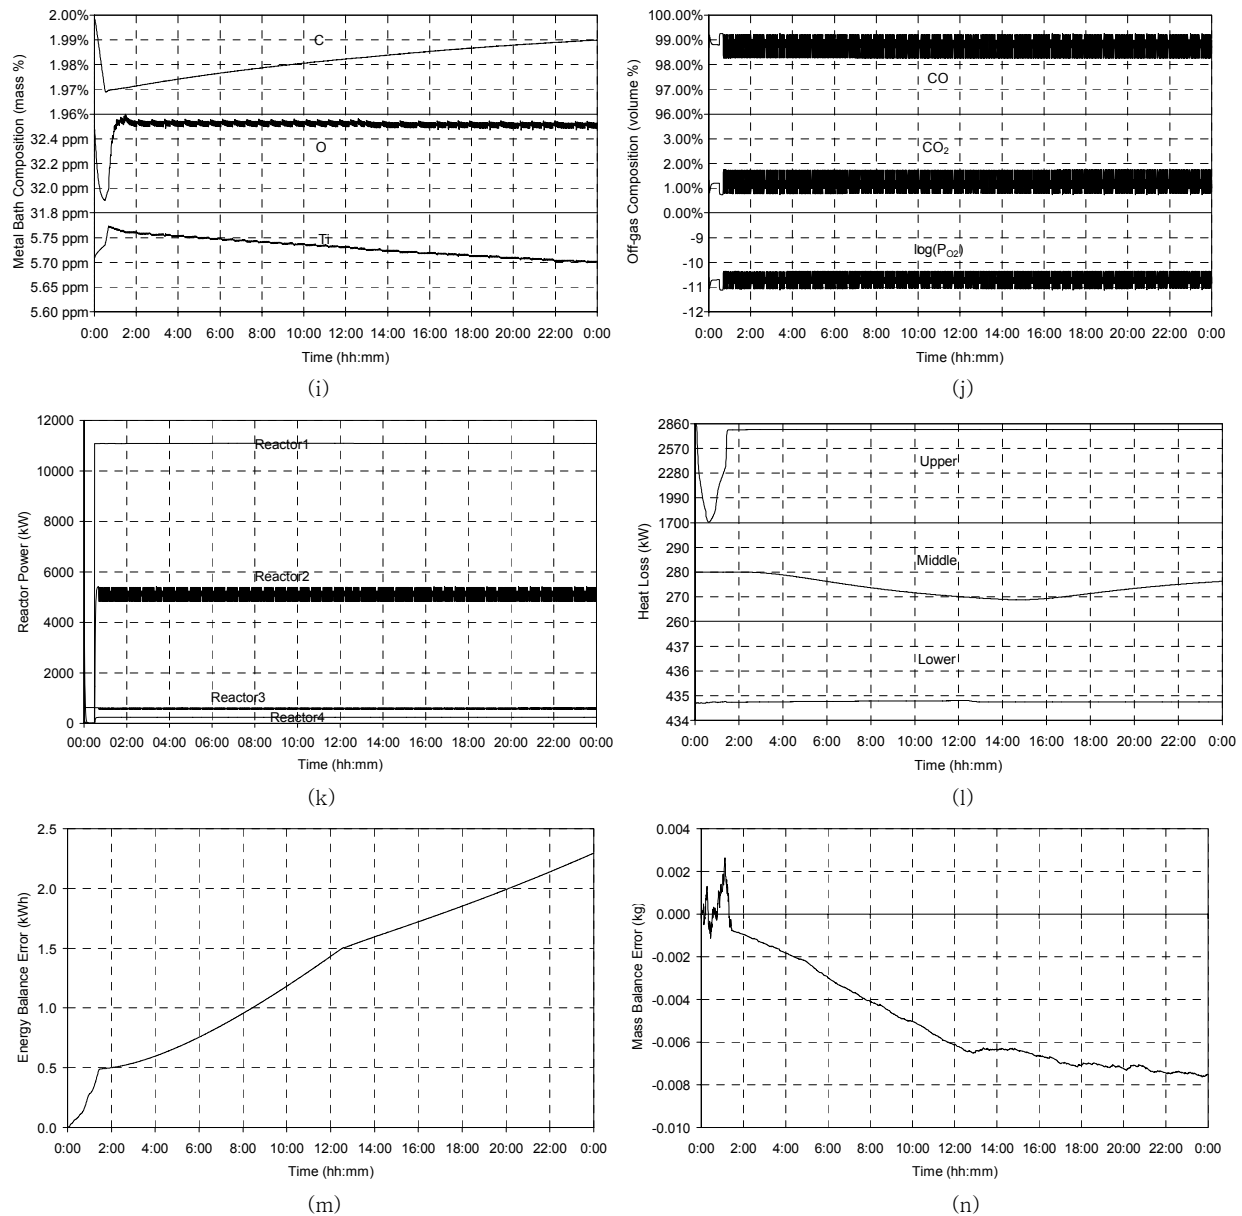 2.00%
1.99%
1.98%
1.97%
1.96%
32.4 ppm
32.2 ppm
32.0 ppm
31.8 ppm
5.75 ppm
5.70 ppm
5.65 ppm
5.60 ppm
Metal Bath Composition (mass %)
C
O
Ti
0:00 2:00 4:00 6:00 8:00 10:00 12:00 14:00 16:00 18:00 20:00 22:00 0:00
Time (hh:mm)
(i)
100.00%
99.00%
98.00%
97.00%
96.00%
3.00%
2.00%
1.00%
0.00%
-9
-10
-11
-12
Off-gas Composition (volume %)
CO
CO₂
log(P_O2)
0:00 2:00 4:00 6:00 8:00 10:00 12:00 14:00 16:00 18:00 20:00 22:00 0:00
Time (hh:mm)
(j)
12000
10000
8000
6000
4000
2000
0
Reactor Power (kW)
Reactor1
Reactor2
Reactor3
Reactor4
00:00 02:00 04:00 06:00 08:00 10:00 12:00 14:00 16:00 18:00 20:00 22:00 00:00
Time (hh:mm)
(k)
2860
2570
2280
1990
1700
290
280
270
260
437
436
435
434
Heat Loss (kW)
Upper
Middle
Lower
0:00 2:00 4:00 6:00 8:00 10:00 12:00 14:00 16:00 18:00 20:00 22:00 0:00
Time (hh:mm)
(l)
2.5
2.0
1.5
1.0
0.5
0.0
Energy Balance Error (kWh)
0:00 2:00 4:00 6:00 8:00 10:00 12:00 14:00 16:00 18:00 20:00 22:00 0:00
Time (hh:mm)
(m)
0.004
0.002
0.000
-0.002
-0.004
-0.006
-0.008
-0.010
Mass Balance Error (kg)
0:00 2:00 4:00 6:00 8:00 10:00 12:00 14:00 16:00 18:00 20:00 22:00 0:00
Time (hh:mm)
(n)